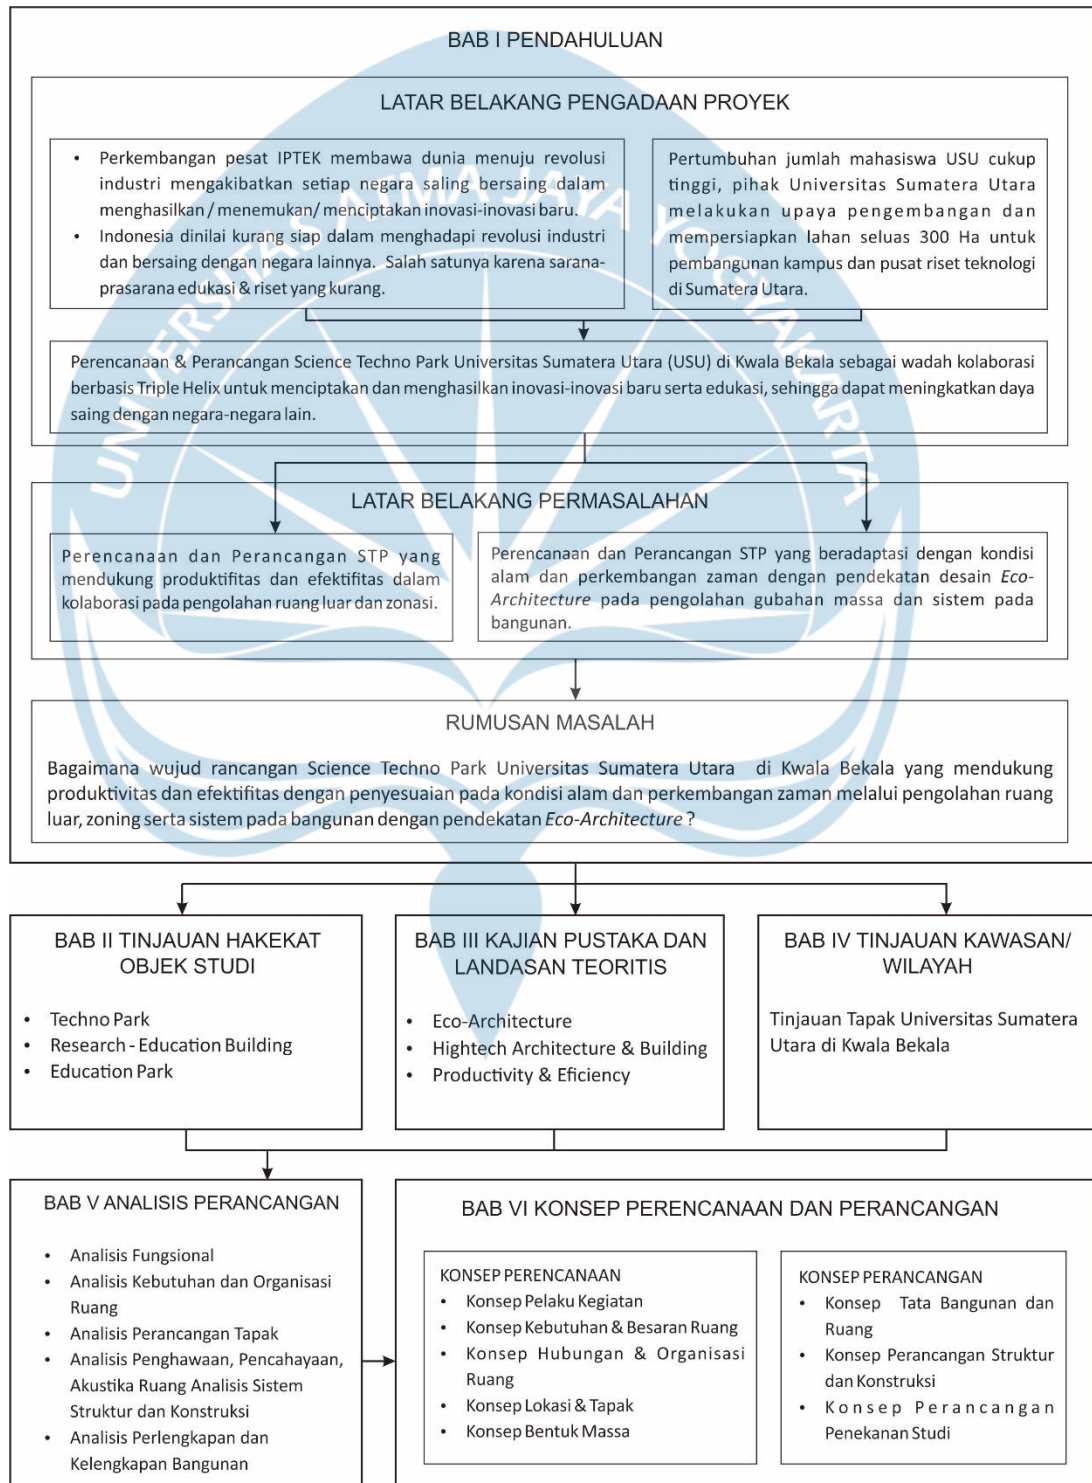 BAB I PENDAHULUAN
LATAR BELAKANG PENGADAAN PROYEK
• Perkembangan pesat IPTEK membawa dunia menuju revolusi
industri mengakibatkan setiap negara saling bersaing dalam
menghasilkan / menemukan/ menciptakan inovasi-inovasi baru.
• Indonesia dinilai kurang siap dalam menghadapi revolusi industri
dan bersaing dengan negara lainnya. Salah satunya karena sarana-
prasarana edukasi & riset yang kurang.
Pertumbuhan jumlah mahasiswa USU cukup
tinggi, pihak Universitas Sumatera Utara
melakukan upaya pengembangan dan
mempersiapkan lahan seluas 300 Ha untuk
pembangunan kampus dan pusat riset teknologi
di Sumatera Utara.
Perencanaan & Perancangan Science Techno Park Universitas Sumatera Utara (USU) di Kwala Bekala sebagai wadah kolaborasi
berbasis Triple Helix untuk menciptakan dan menghasilkan inovasi-inovasi baru serta edukasi, sehingga dapat meningkatkan daya
saing dengan negara-negara lain.
LATAR BELAKANG PERMASALAHAN
Perencanaan dan Perancangan STP yang
mendukung produktifitas dan efektifitas dalam
kolaborasi pada pengolahan ruang luar dan zonasi.
Perencanaan dan Perancangan STP yang beradaptasi dengan kondisi
alam dan perkembangan zaman dengan pendekatan desain Eco-
Architecture pada pengolahan gubahan massa dan sistem pada
bangunan.
RUMUSAN MASALAH
Bagaimana wujud rancangan Science Techno Park Universitas Sumatera Utara di Kwala Bekala yang mendukung
produktivitas dan efektifitas dengan penyesuaian pada kondisi alam dan perkembangan zaman melalui pengolahan ruang
luar, zoning serta sistem pada bangunan dengan pendekatan Eco-Architecture ?
BAB II TINJAUAN HAKEKAT
OBJEK STUDI
• Techno Park
• Research - Education Building
• Education Park
BAB III KAJIAN PUSTAKA DAN
LANDASAN TEORITIS
• Eco-Architecture
• Hightech Architecture & Building
• Productivity & Eficiency
BAB IV TINJAUAN KAWASAN/
WILAYAH
Tinjauan Tapak Universitas Sumatera
Utara di Kwala Bekala
BAB V ANALISIS PERANCANGAN
• Analisis Fungsional
• Analisis Kebutuhan dan Organisasi
Ruang
• Analisis Perancangan Tapak
• Analisis Penghawaan, Pencahayaan,
Akustika Ruang Analisis Sistem
Struktur dan Konstruksi
• Analisis Perlengkapan dan
Kelengkapan Bangunan
BAB VI KONSEP PERENCANAAN DAN PERANCANGAN
KONSEP PERENCANAAN
• Konsep Pelaku Kegiatan
• Konsep Kebutuhan & Besaran Ruang
• Konsep Hubungan & Organisasi
Ruang
• Konsep Lokasi & Tapak
• Konsep Bentuk Massa
KONSEP PERANCANGAN
• Konsep Tata Bangunan dan
Ruang
• Konsep Perancangan Struktur
dan Konstruksi
• Konsep Perancangan
Penekanan Studi
UNIVERSITAS ATMA JAYA YOGYAKARTA